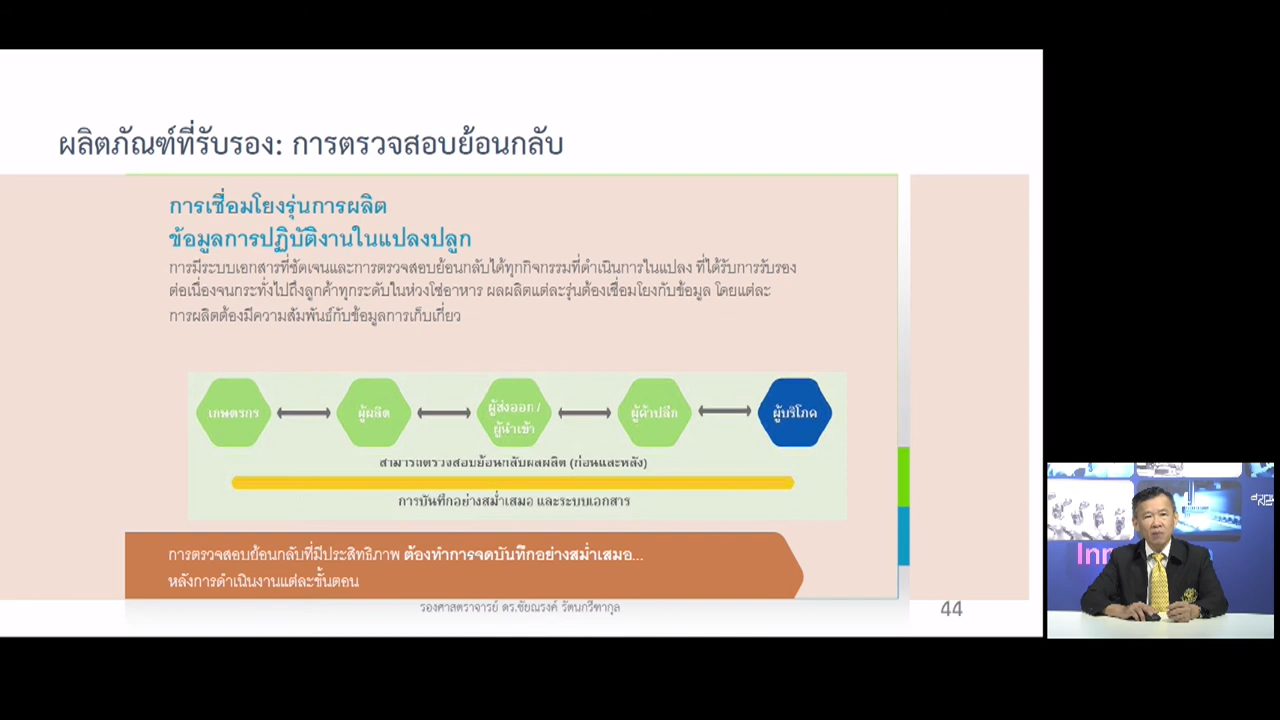 ผลิตภัณฑ์ที่รับรอง: การตรวจสอบย้อนกลับ
การเชื่อมโยงรุ่นการผลิต
ข้อมูลการปฏิบัติงานในแปลงปลูก
การมีระบบเอกสารที่ชัดเจนและการตรวจสอบย้อนกลับได้ทุกกิจกรรมที่ดำเนินการในแปลง ที่ได้รับการรับรอง
ต่อเนื่องจนกระทั่งไปถึงลูกค้าทุกระดับในห่วงโซ่อาหาร ผลผลิตแต่ละรุ่นต้องเชื่อมโยงกับข้อมูล โดยแต่ละ
การผลิตต้องมีความสัมพันธ์กับข้อมูลการเก็บเกี่ยว
เกษตรกร
ผู้ผลิต
ผู้ส่งออก /
ผู้นำเข้า
ผู้ค้าปลีก
ผู้บริโภค
สามารถตรวจสอบย้อนกลับผลผลิต (ก่อนและหลัง)
การบันทึกอย่างสม่ำเสมอ และระบบเอกสาร
การตรวจสอบย้อนกลับที่มีประสิทธิภาพ ต้องทำการจดบันทึกอย่างสม่ำเสมอ...
หลังการดำเนินงานแต่ละขั้นตอน
รองศาสตราจารย์ ดร.ชัยณรงค์ รัตนกรีฑากุล
44